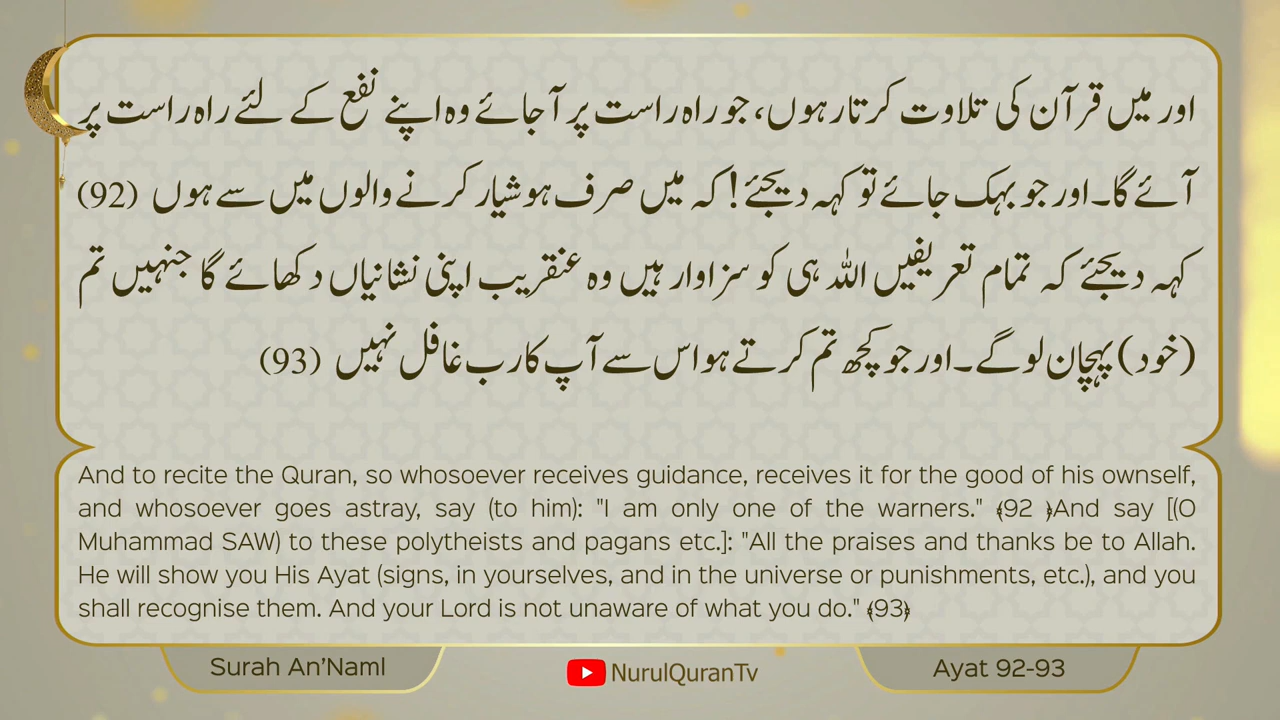 اور میں قرآن کی تلاوت کرتا رہوں، جو راہ راست پر آجائے وہ اپنے نفع کے لئے راہ راست پر
آئے گا۔ اور جو بہک جائے تو کہہ دیجئے! کہ میں صرف ہوشیار کرنے والوں میں سے ہوں (92)
کہہ دیجئے کہ تمام تعریفیں اللہ ہی کو سزاوار ہیں وہ عنقریب اپنی نشانیاں دکھائے گا جنہیں تم
(خود) پہچان لو گے۔ اور جو کچھ تم کرتے ہو اس سے آپ کا رب غافل نہیں (93)
And to recite the Quran, so whosoever receives guidance, receives it for the good of his ownself,
and whosoever goes astray, say (to him): "I am only one of the warners." ﴾92 ﴿And say [(O
Muhammad SAW) to these polytheists and pagans etc.]: "All the praises and thanks be to Allah.
He will show you His Ayat (signs, in yourselves, and in the universe or punishments, etc.), and you
shall recognise them. And your Lord is not unaware of what you do." ﴾93﴿
Surah An'Naml
NurulQuranTv
Ayat 92-93